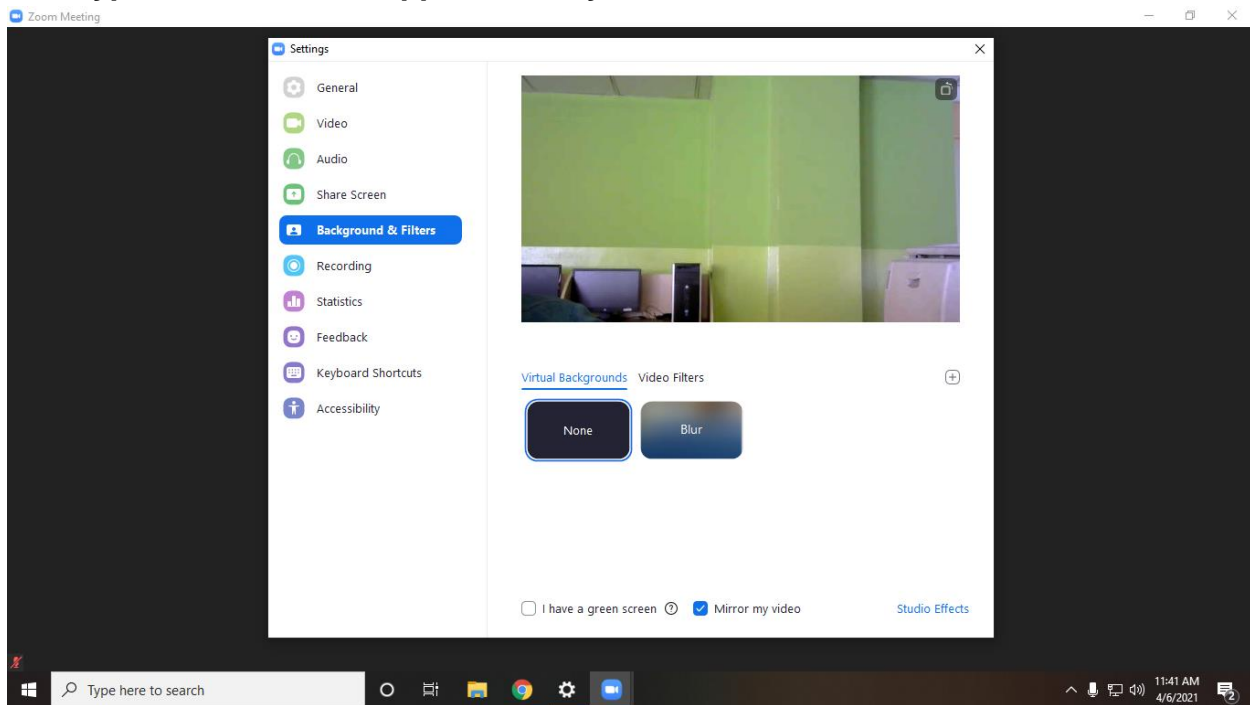 Zoom Meeting
Settings
General
Video
Audio
Share Screen
Background & Filters
Recording
Statistics
Feedback
Keyboard Shortcuts
Accessibility
Virtual Backgrounds Video Filters
None Blur
I have a green screen Mirror my video Studio Effects
Type here to search
11:41 AM
4/6/2021
2